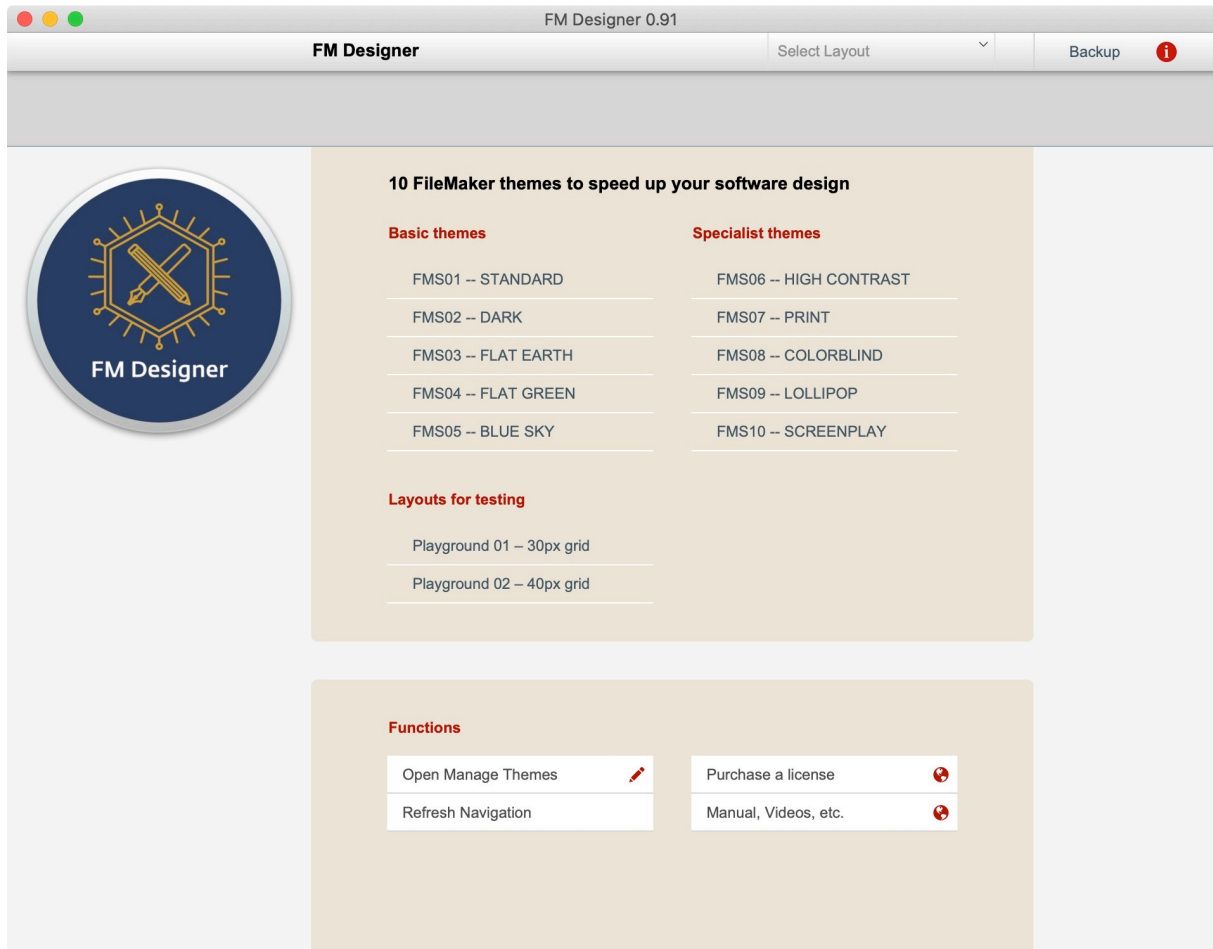 FM Designer 0.91
FM Designer
Select Layout
Backup
i
FM Designer
10 FileMaker themes to speed up your software design
Basic themes
FMS01 -- STANDARD
FMS02 -- DARK
FMS03 -- FLAT EARTH
FMS04 -- FLAT GREEN
FMS05 -- BLUE SKY
Specialist themes
FMS06 -- HIGH CONTRAST
FMS07 -- PRINT
FMS08 -- COLORBLIND
FMS09 -- LOLLIPOP
FMS10 -- SCREENPLAY
Layouts for testing
Playground 01 – 30px grid
Playground 02 – 40px grid
Functions
Open Manage Themes
Refresh Navigation
Purchase a license
Manual, Videos, etc.